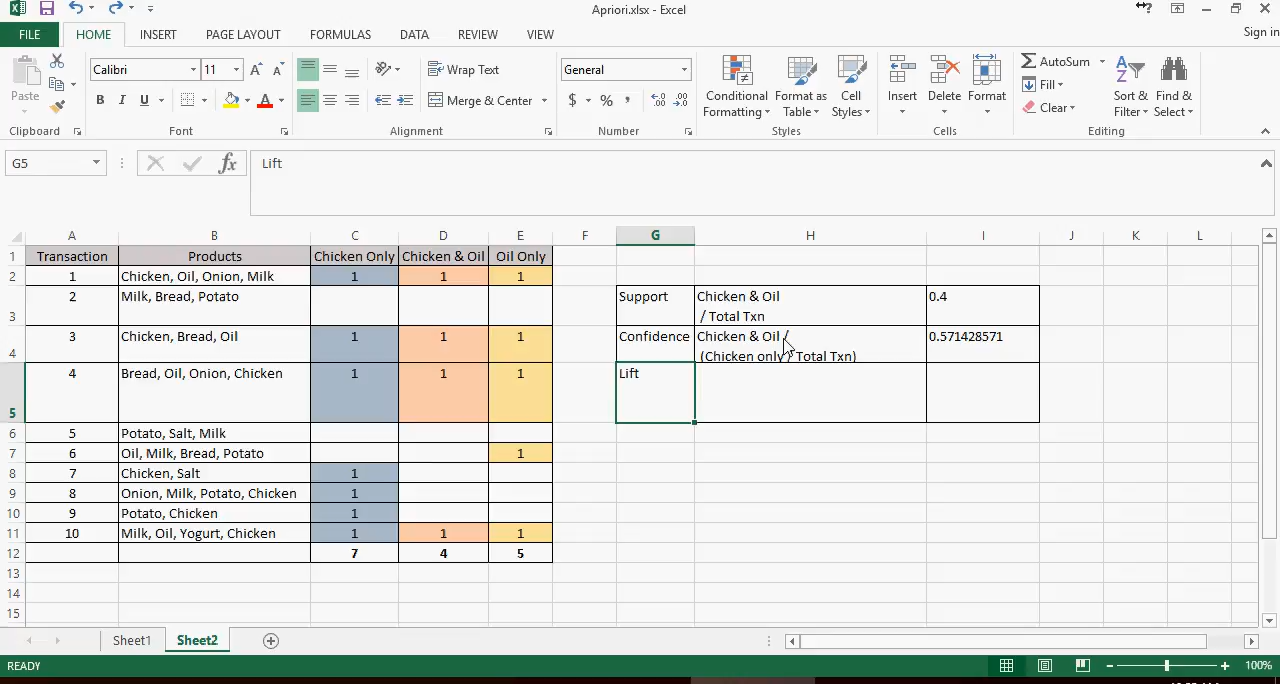 Apriori.xlsx - Excel
Sign in
FILE HOME INSERT PAGE LAYOUT FORMULAS DATA REVIEW VIEW
Paste
Calibri 11
B I U
Wrap Text
Merge & Center
General
$ % ,
Conditional Formatting
Format as Table
Cell Styles
Insert Delete Format
AutoSum
Fill
Clear
Sort & Filter
Find & Select
Clipboard Font Alignment Number Styles Cells Editing
G5 fx Lift
A B C D E F G H I J K L
1 Transaction Products Chicken Only Chicken & Oil Oil Only
2 1 Chicken, Oil, Onion, Milk 1 1 1
3 2 Milk, Bread, Potato Support Chicken & Oil / Total Txn 0.4
4 3 Chicken, Bread, Oil 1 1 1 Confidence Chicken & Oil / (Chicken only / Total Txn) 0.571428571
5 4 Bread, Oil, Onion, Chicken 1 1 1 Lift
6 5 Potato, Salt, Milk
7 6 Oil, Milk, Bread, Potato 1
8 7 Chicken, Salt 1
9 8 Onion, Milk, Potato, Chicken 1
10 9 Potato, Chicken 1
11 10 Milk, Oil, Yogurt, Chicken 1 1 1
12 7 4 5
13
14
15
Sheet1 Sheet2
READY 100%